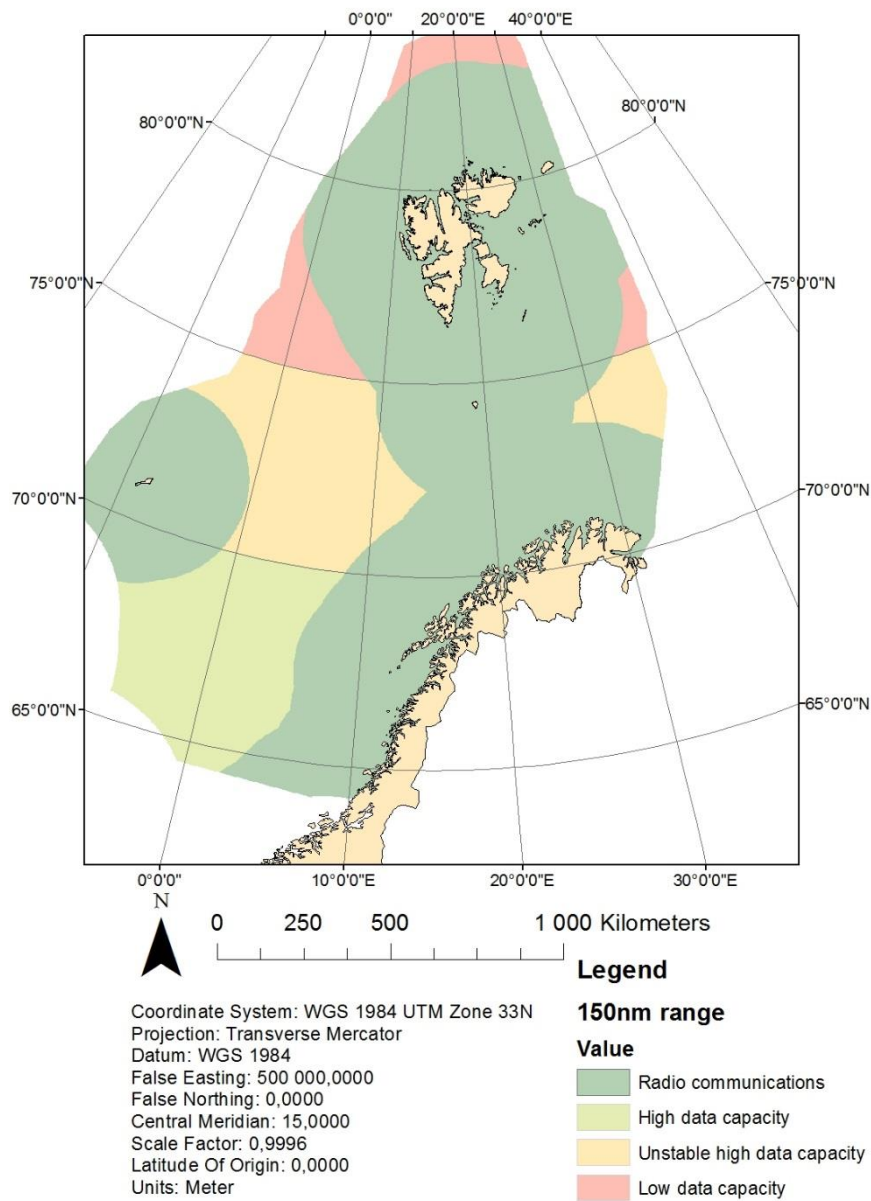 0°0'0" 20°0'0"E 40°0'0"E
80°0'0"N 80°0'0"N
75°0'0"N 75°0'0"N
70°0'0"N 70°0'0"N
65°0'0"N 65°0'0"N
0°0'0" 10°0'0"E 20°0'0"E 30°0'0"E
N
0 250 500 1 000 Kilometers
Legend
150nm range
Value
Radio communications
High data capacity
Unstable high data capacity
Low data capacity
Coordinate System: WGS 1984 UTM Zone 33N
Projection: Transverse Mercator
Datum: WGS 1984
False Easting: 500 000,0000
False Northing: 0,0000
Central Meridian: 15,0000
Scale Factor: 0,9996
Latitude Of Origin: 0,0000
Units: Meter